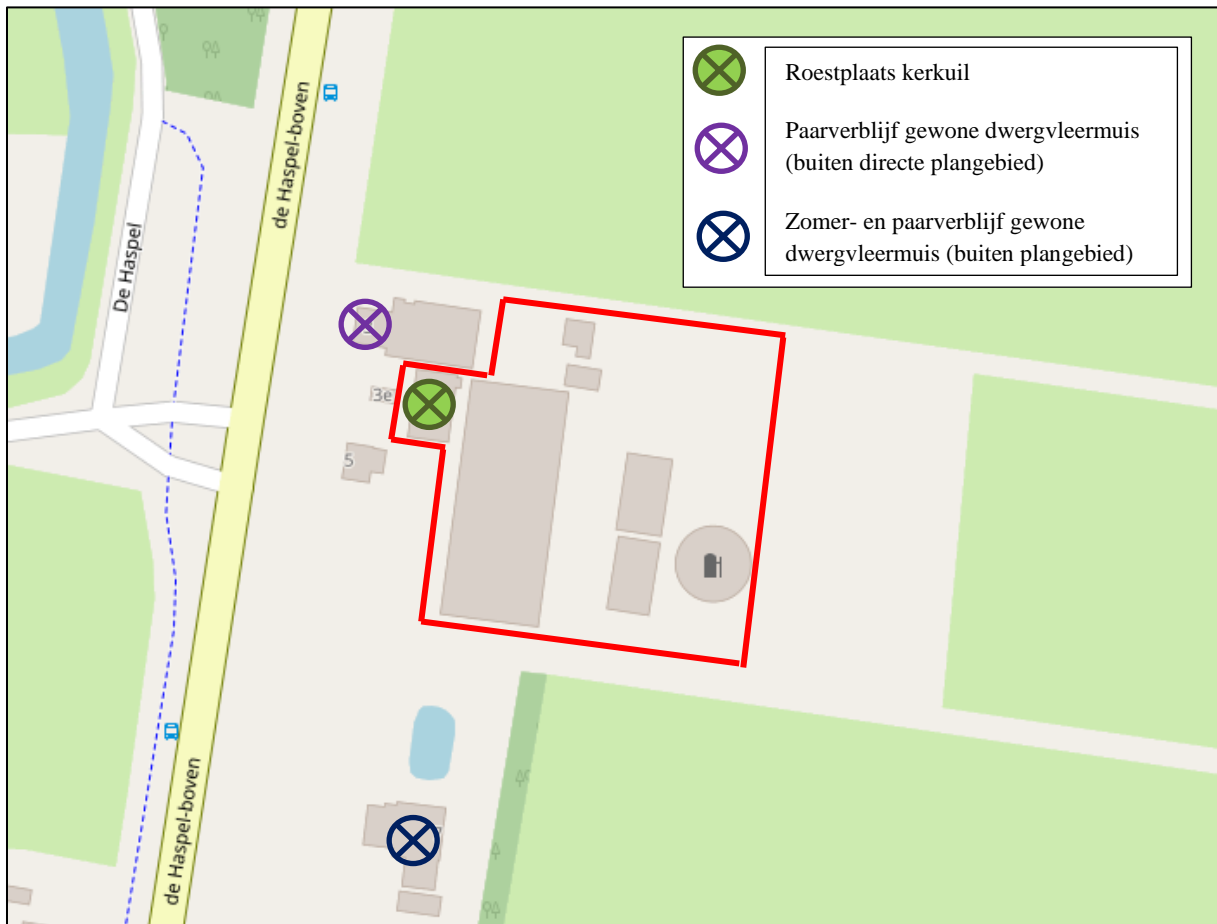 Roestplaats kerkuil
Paarverblijf gewone dwergvleermuis
(buiten directe plangebied)
Zomer- en paarverblijf gewone
dwergvleermuis (buiten plangebied)
de Haspel-boven
De Haspel
3e
5
de Haspel-boven